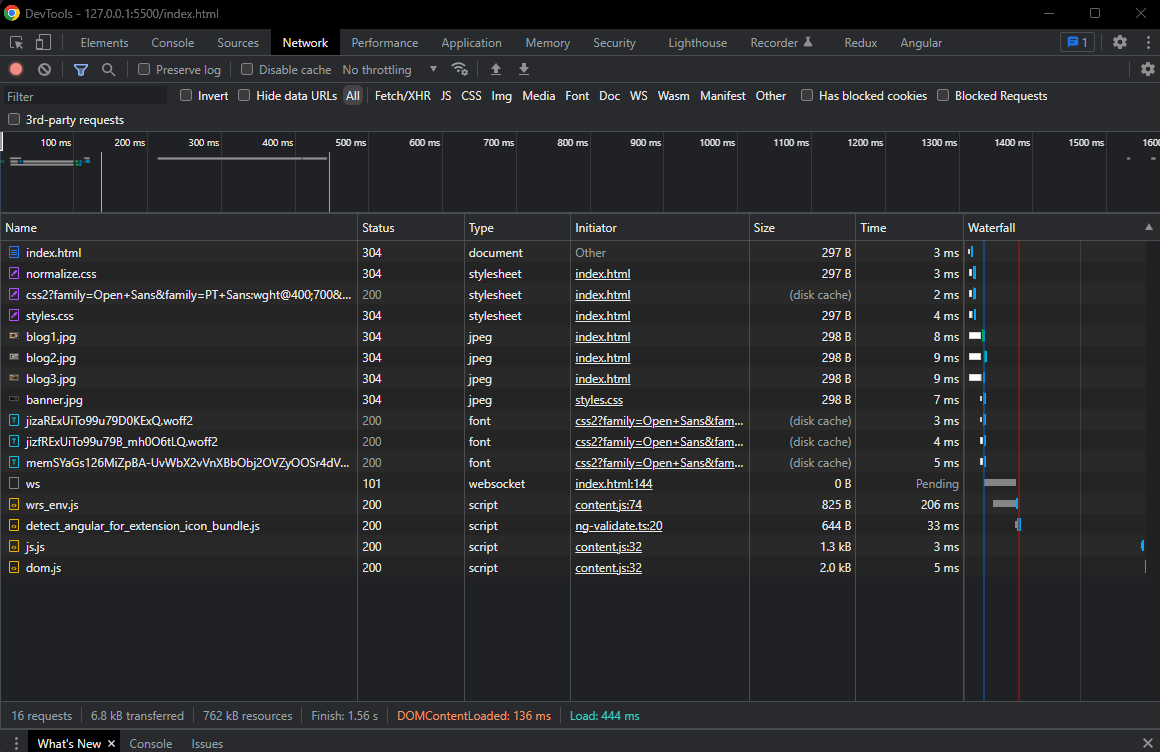 DevTools - 127.0.0.1:5500/index.html
Elements Console Sources Network Performance Application Memory Security Lighthouse Recorder Redux Angular 1
Preserve log Disable cache No throttling
Filter Invert Hide data URLs All Fetch/XHR JS CSS Img Media Font Doc WS Wasm Manifest Other Has blocked cookies Blocked Requests
3rd-party requests
100 ms 200 ms 300 ms 400 ms 500 ms 600 ms 700 ms 800 ms 900 ms 1000 ms 1100 ms 1200 ms 1300 ms 1400 ms 1500 ms 1600
Name Status Type Initiator Size Time Waterfall
index.html 304 document Other 297 B 3 ms
normalize.css 304 stylesheet index.html 297 B 3 ms
css2?family=Open+Sans&family=PT+Sans:wght@400;700&... 200 stylesheet index.html (disk cache) 2 ms
styles.css 304 stylesheet index.html 297 B 4 ms
blog1.jpg 304 jpeg index.html 298 B 8 ms
blog2.jpg 304 jpeg index.html 298 B 9 ms
blog3.jpg 304 jpeg index.html 298 B 9 ms
banner.jpg 304 jpeg styles.css 298 B 7 ms
jizaRExUiTo99u79D0KExQ.woff2 200 font css2?family=Open+Sans&fam... (disk cache) 3 ms
jizfRExUiTo99u79B_mh0O6tLQ.woff2 200 font css2?family=Open+Sans&fam... (disk cache) 4 ms
memSYaGs126MiZpBA-UvWbX2vVnXBbObj2OVZyOOSr4dV... 200 font css2?family=Open+Sans&fam... (disk cache) 5 ms
ws 101 websocket index.html:144 0 B Pending
wrs_env.js 200 script content.js:74 825 B 206 ms
detect_angular_for_extension_icon_bundle.js 200 script ng-validate.ts:20 644 B 33 ms
js.js 200 script content.js:32 1.3 kB 3 ms
dom.js 200 script content.js:32 2.0 kB 5 ms
16 requests 6.8 kB transferred 762 kB resources Finish: 1.56 s DOMContentLoaded: 136 ms Load: 444 ms
What's New Console Issues